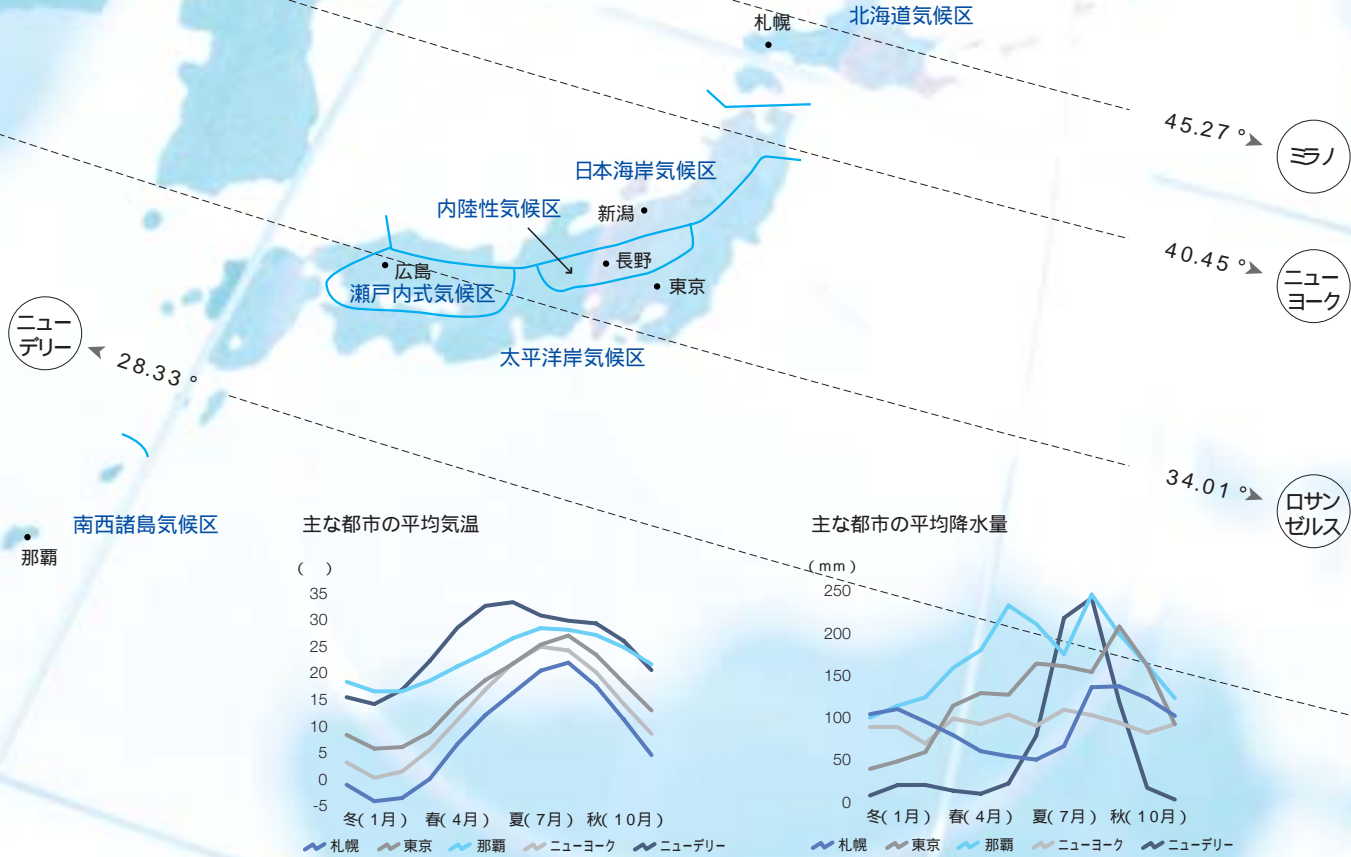 札幌
北海道気候区
45.27 °
ミラノ
日本海岸気候区
内陸性気候区
新潟
40.45 °
ニュー
ヨーク
広島
長野
瀬戸内式気候区
東京
ニュー
デリー
28.33 °
太平洋岸気候区
34.01 °
ロサン
ゼルス
南西諸島気候区
那覇
主な都市の平均気温
( )
35
30
25
20
15
10
5
0
-5
冬(1月) 春(4月) 夏(7月) 秋(10月)
札幌 東京 那覇 ニューヨーク ニューデリー
主な都市の平均降水量
(mm)
250
200
150
100
50
0
冬(1月) 春(4月) 夏(7月) 秋(10月)
札幌 東京 那覇 ニューヨーク ニューデリー